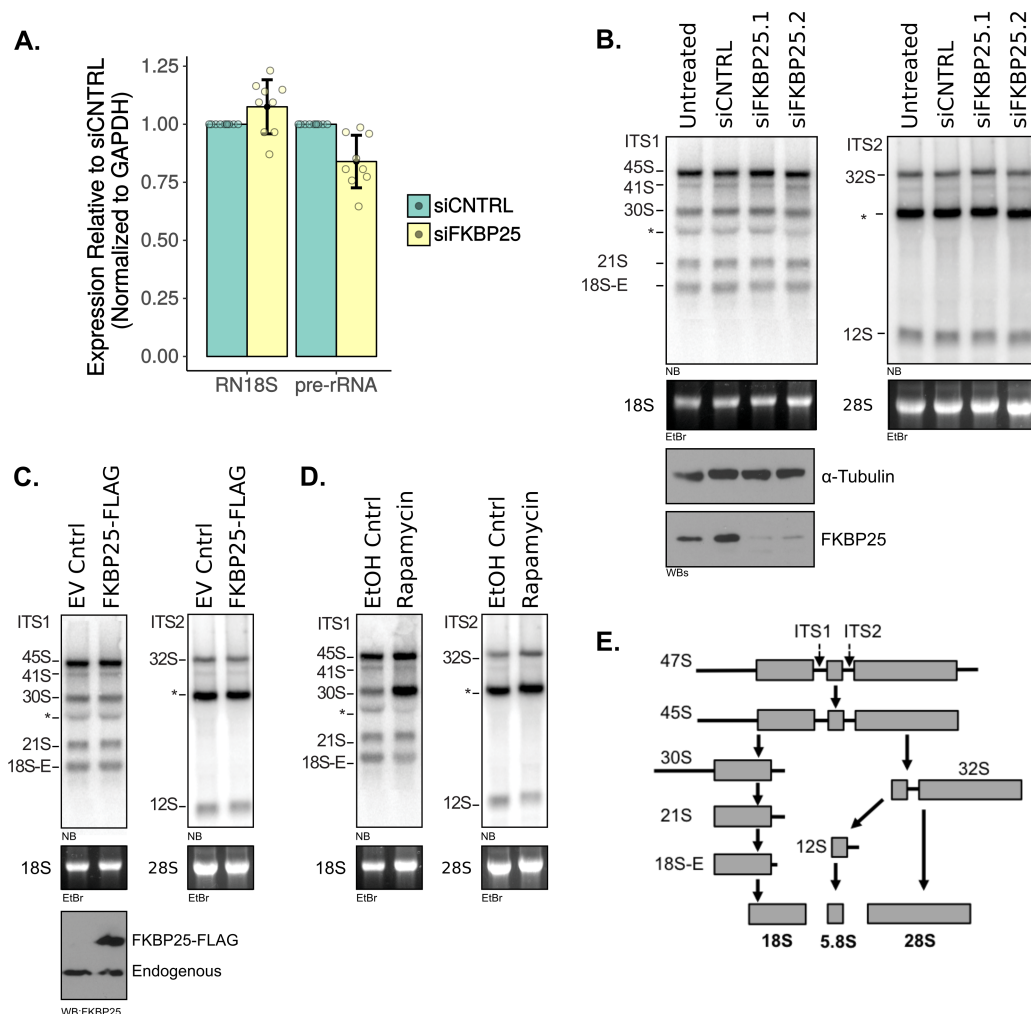 A.
Expression Relative to siCNTRL
(Normalized to GAPDH)
1.25
1.00
0.75
0.50
0.25
0.00
RN18S
pre-rRNA
siCNTRL
siFKBP25
B.
Untreated
siCNTRL
siFKBP25.1
siFKBP25.2
ITS1
45S
41S
30S
*
21S
18S-E
NB
18S
EtBr
α-Tubulin
FKBP25
WBs
Untreated
siCNTRL
siFKBP25.1
siFKBP25.2
ITS2
32S
*
12S
NB
28S
EtBr
C.
EV Cntrl
FKBP25-FLAG
ITS1
45S
41S
30S
*
21S
18S-E
NB
18S
EtBr
FKBP25-FLAG
Endogenous
WB:FKBP25
EV Cntrl
FKBP25-FLAG
ITS2
32S
*
12S
NB
28S
EtBr
D.
EtOH Cntrl
Rapamycin
ITS1
45S
41S
30S
*
21S
18S-E
NB
18S
EtBr
EtOH Cntrl
Rapamycin
ITS2
32S
*
12S
NB
28S
EtBr
E.
ITS1 ITS2
47S
45S
30S
32S
21S
12S
18S-E
18S 5.8S 28S